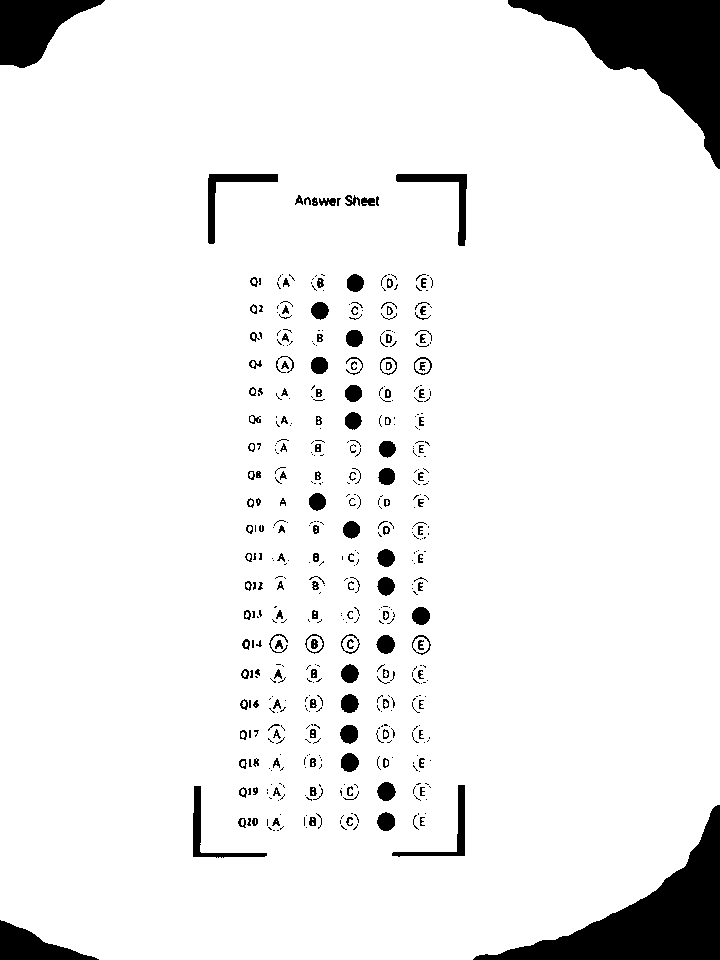 Answer Sheet
Q1 A B D E
Q2 A C D E
Q3 A B D E
Q4 A C D E
Q5 A B D E
Q6 A B D E
Q7 A B C E
Q8 A B C E
Q9 A C D E
Q10 A B D E
Q11 A B C E
Q12 A B C E
Q13 A B C D
Q14 A B C E
Q15 A B D E
Q16 A B D E
Q17 A B D E
Q18 A B D E
Q19 A B C E
Q20 A B C E